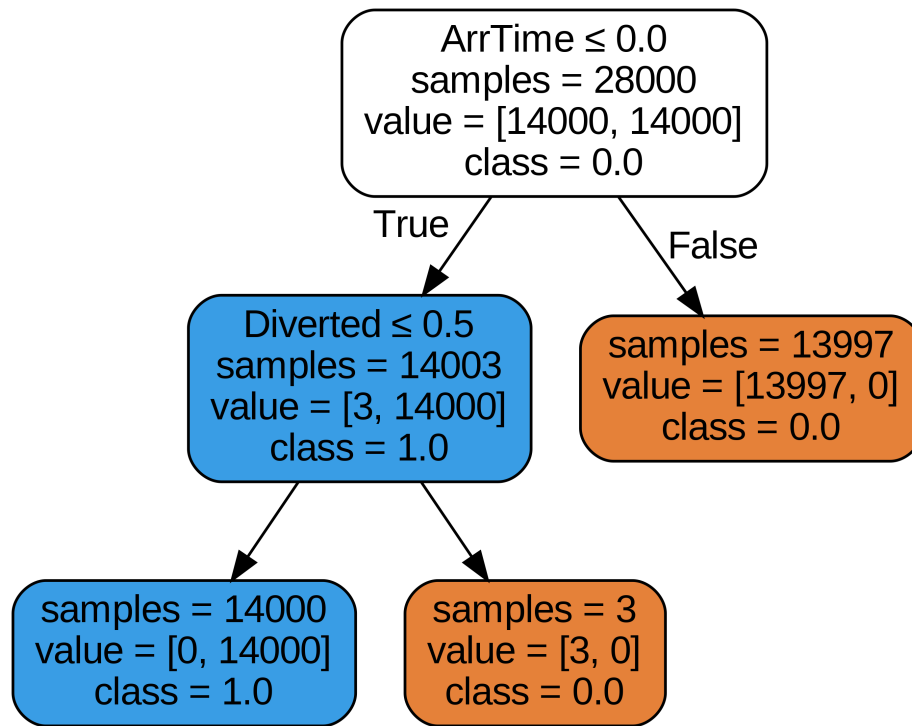 ArrTime ≤ 0.0
samples = 28000
value = [14000, 14000]
class = 0.0
True
False
Diverted ≤ 0.5
samples = 14003
value = [3, 14000]
class = 1.0
samples = 13997
value = [13997, 0]
class = 0.0
samples = 14000
value = [0, 14000]
class = 1.0
samples = 3
value = [3, 0]
class = 0.0